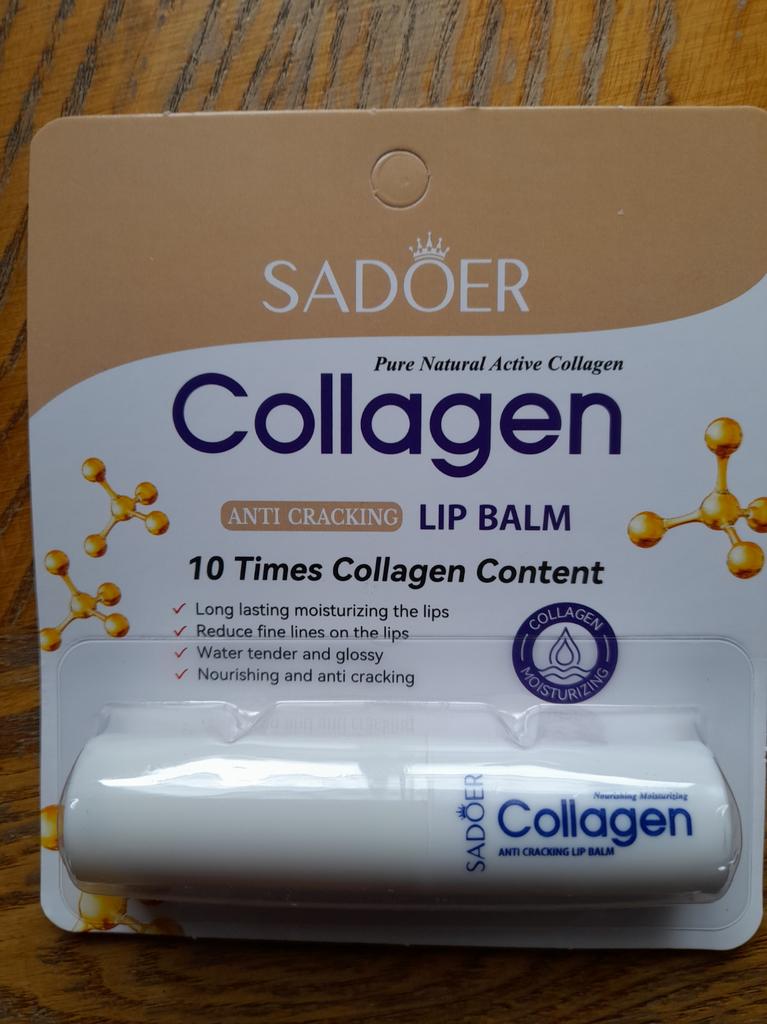 SADOER
Pure Natural Active Collagen
Collagen
ANTI CRACKING LIP BALM
10 Times Collagen Content
Long lasting moisturizing the lips
Reduce fine lines on the lips
Water tender and glossy
Nourishing and anti cracking
COLLAGEN
MOISTURIZING
SADOER
Nourishing Moisturizing
Collagen
ANTI CRACKING LIP BALM